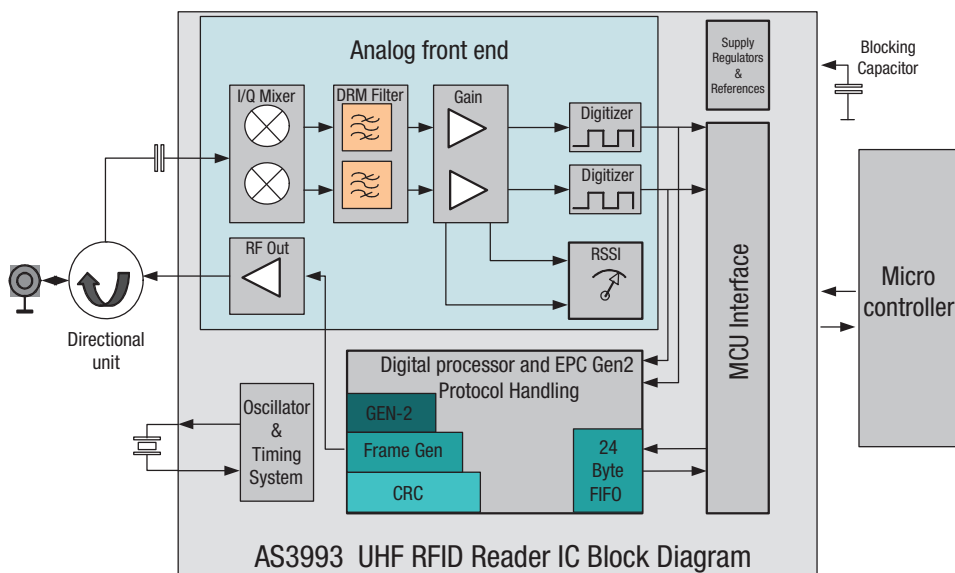 Analog front end
Supply
Regulators
&
References
Blocking
Capacitor
I/Q Mixer
DRM Filter
Gain
Digitizer
Digitizer
RF Out
RSSI
Directional
unit
MCU Interface
Micro
controller
Digital processor and EPC Gen2
Protocol Handling
GEN-2
Frame Gen
CRC
24
Byte
FIFO
Oscillator
&
Timing
System
AS3993 UHF RFID Reader IC Block Diagram